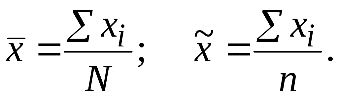 x̄ = ∑ xᵢ / N ; x̃ = ∑ xᵢ / n .